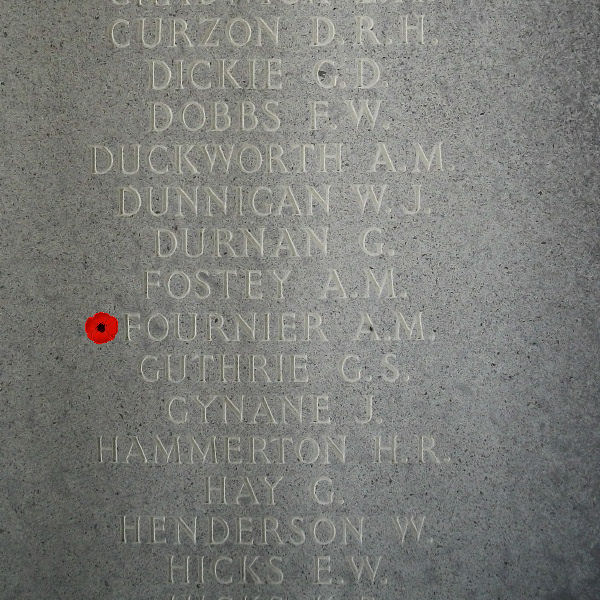 CURZON D.R.H.
DICKIE G.D.
DOBBS F.W.
DUCKWORTH A.M.
DUNNIGAN W.J.
DURNAN G.
FOSTEY A.M.
FOURNIER A.M.
GUTHRIE G.S.
GYNANE J.
HAMMERTON H.R.
HAY G.
HENDERSON W.
HICKS E.W.